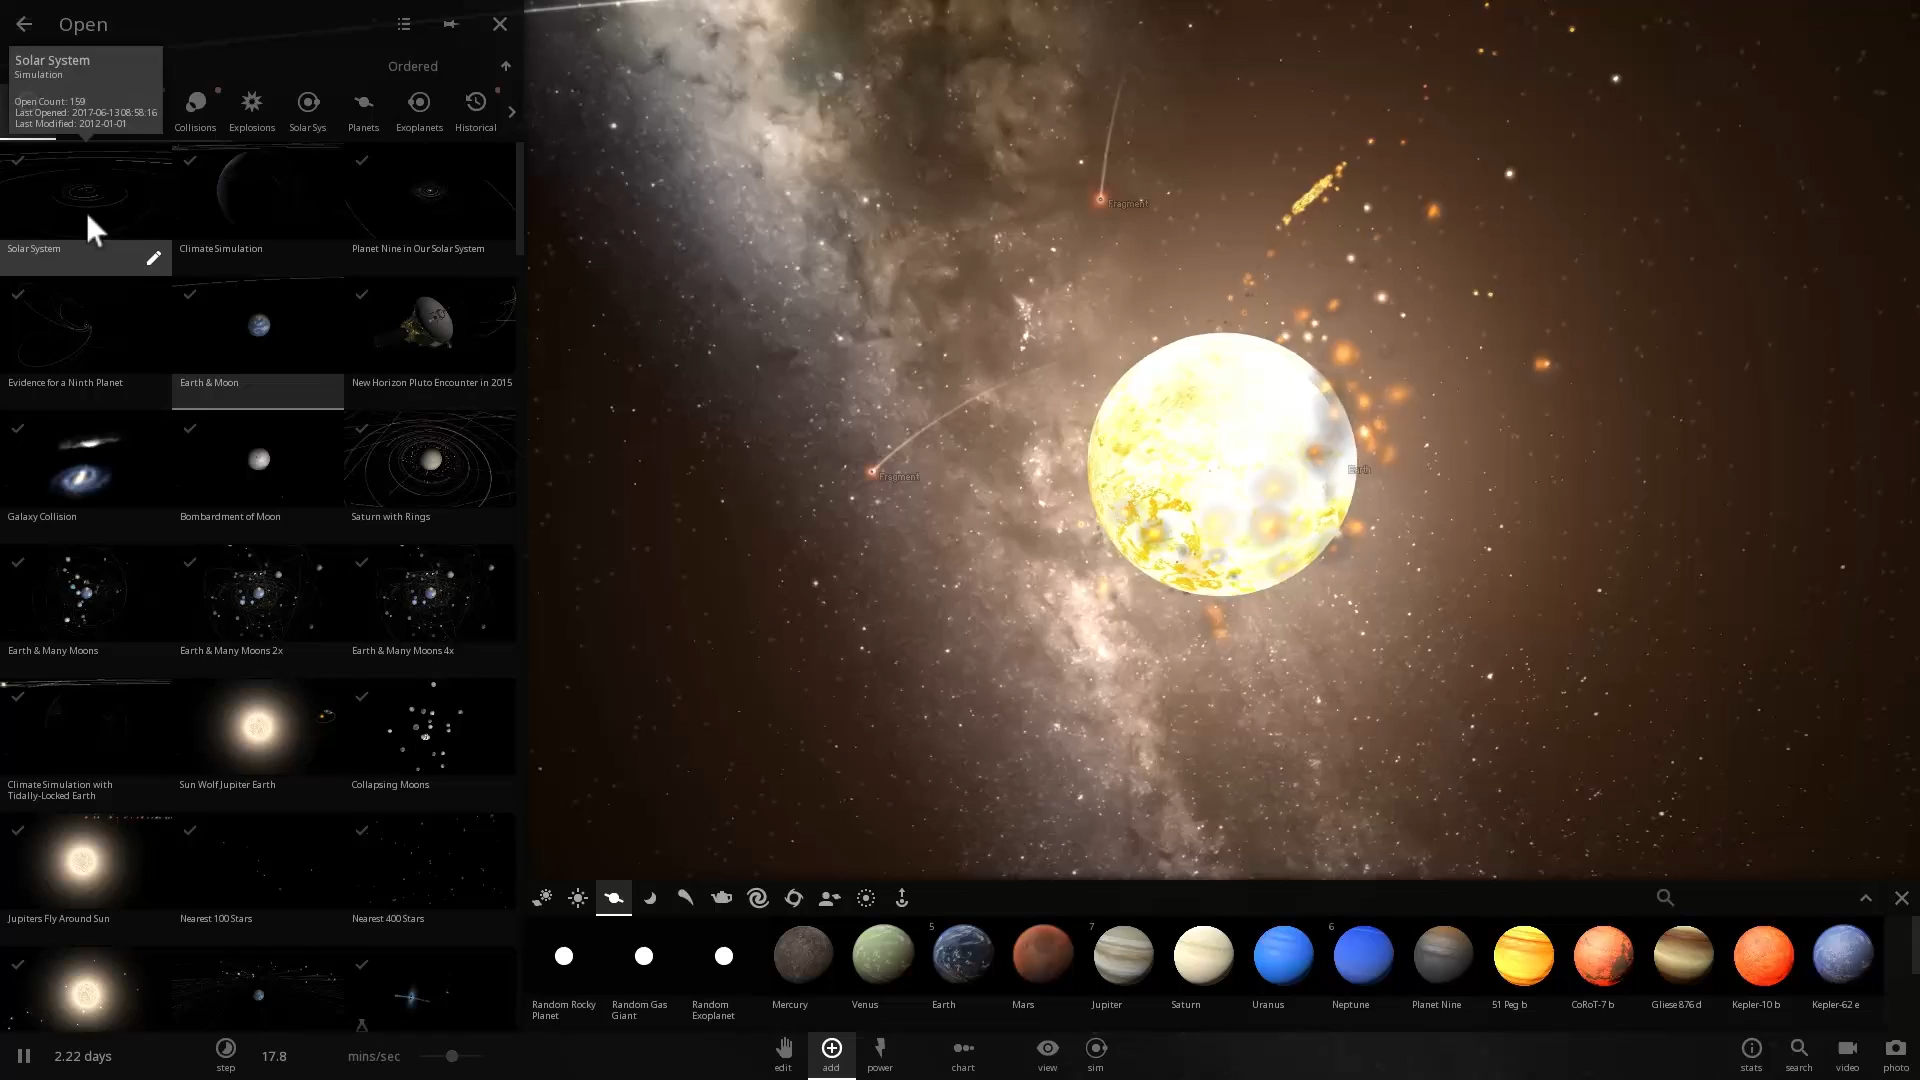 Open
Solar System
Simulation
Open Count: 159
Last Opened: 2017-06-13 08:58:16
Last Modified: 2012-01-01
Ordered
Collisions
Explosions
Solar Sys
Planets
Exoplanets
Historical
Solar System
Climate Simulation
Planet Nine in Our Solar System
Evidence for a Ninth Planet
Earth & Moon
New Horizon Pluto Encounter in 2015
Galaxy Collision
Bombardment of Moon
Saturn with Rings
Earth & Many Moons
Earth & Many Moons 2x
Earth & Many Moons 4x
Climate Simulation with
Tidally-Locked Earth
Sun Wolf Jupiter Earth
Collapsing Moons
Jupiters Fly Around Sun
Nearest 100 Stars
Nearest 400 Stars
Fragment
Fragment
Earth
5
7
6
Random Rocky
Planet
Random Gas
Giant
Random
Exoplanet
Mercury
Venus
Earth
Mars
Jupiter
Saturn
Uranus
Neptune
Planet Nine
51 Peg b
CoRoT-7 b
Gliese 876 d
Kepler-10 b
Kepler-62 e
2.22 days
step
17.8
mins/sec
edit
add
power
chart
view
sim
stats
search
video
photo